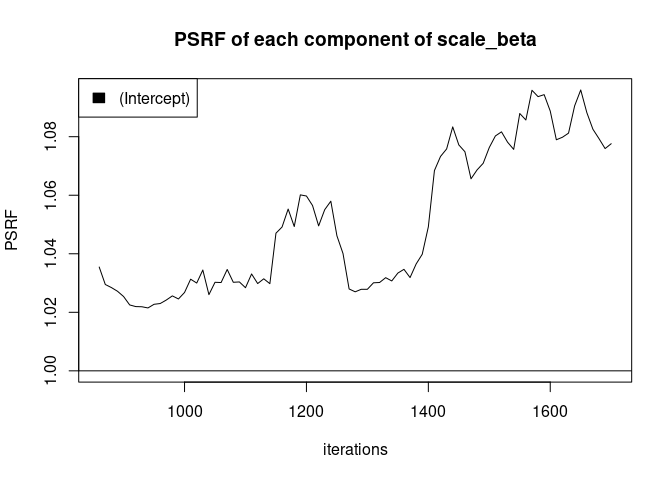 PSRF of each component of scale_beta
(Intercept)
PSRF
1.08
1.06
1.04
1.02
1.00
1000 1200 1400 1600
iterations